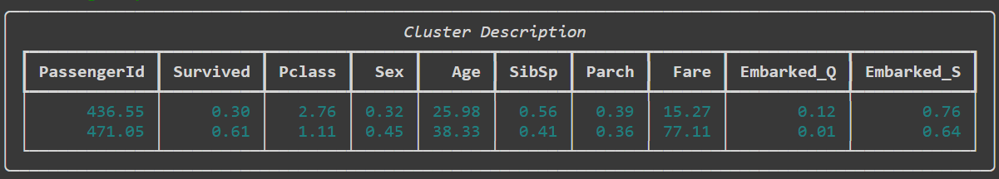 Cluster Description
PassengerId Survived Pclass Sex Age SibSp Parch Fare Embarked_Q Embarked_S
436.55 0.30 2.76 0.32 25.98 0.56 0.39 15.27 0.12 0.76
471.05 0.61 1.11 0.45 38.33 0.41 0.36 77.11 0.01 0.64